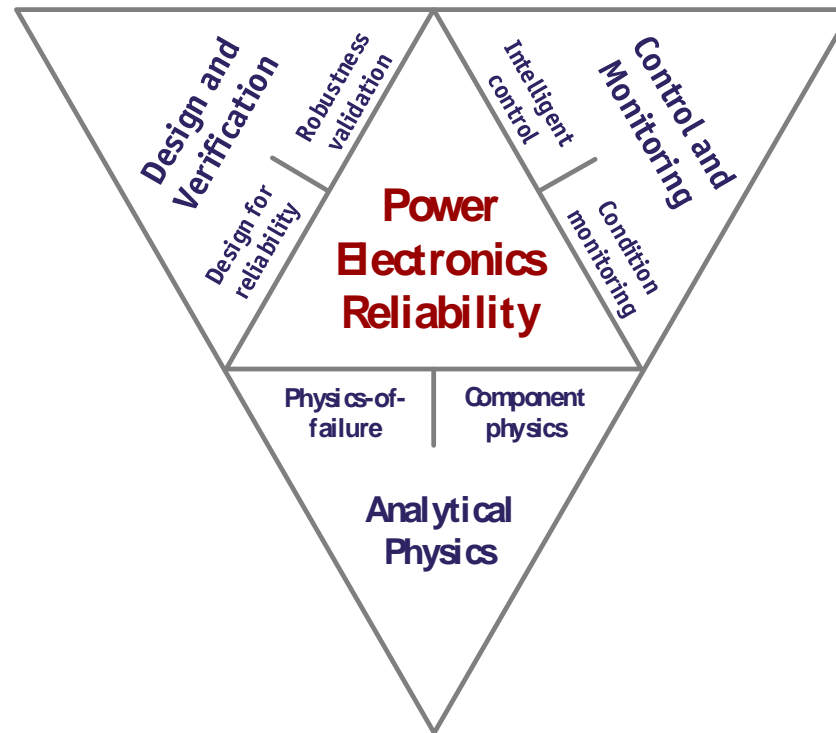 Design and
Verification
Robustness
validation
Design for
reliability
Intelligent
control
Control and
Monitoring
Condition
monitoring
Power
Electronics
Reliability
Physics-of-
failure
Component
physics
Analytical
Physics